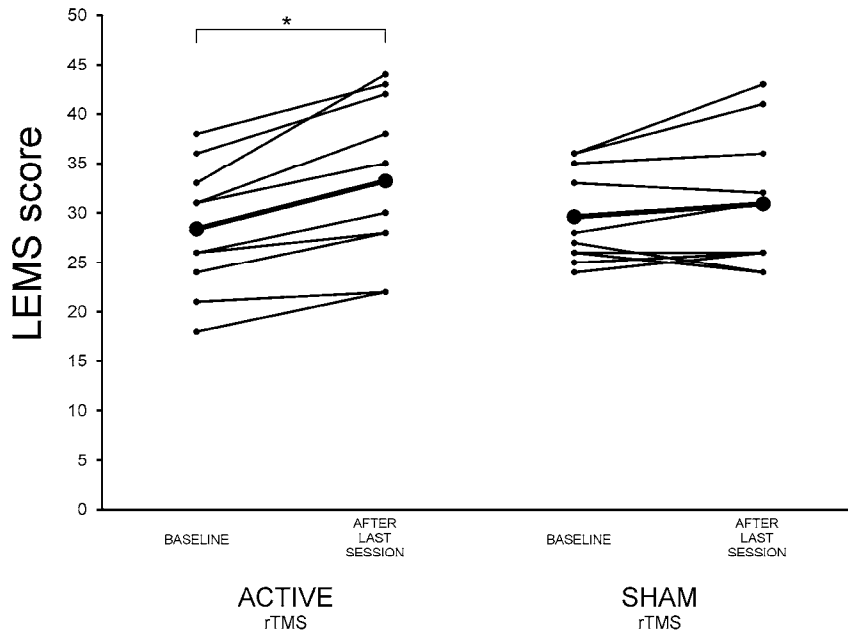 *
LEMS score
50
45
40
35
30
25
20
15
10
5
0
BASELINE
AFTER
LAST
SESSION
BASELINE
AFTER
LAST
SESSION
ACTIVE
rTMS
SHAM
rTMS